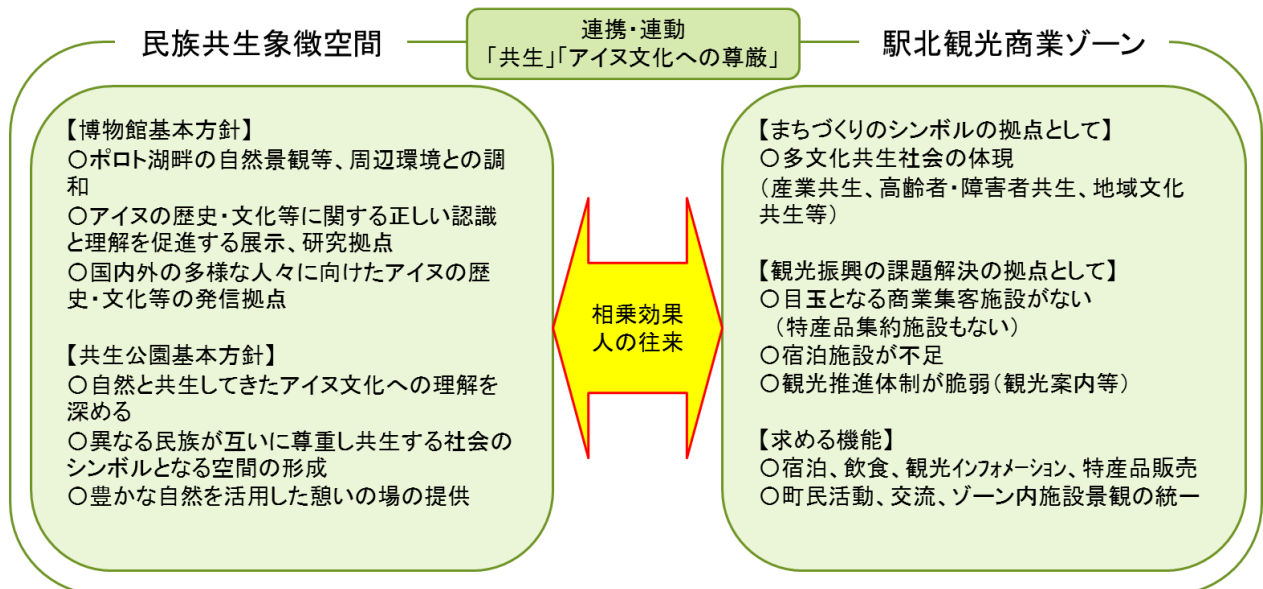 連携・連動
「共生」「アイヌ文化への尊厳」
民族共生象徴空間
【博物館基本方針】
○ポロト湖畔の自然景観等、周辺環境との調
和
○アイヌの歴史・文化等に関する正しい認識
と理解を促進する展示、研究拠点
○国内外の多様な人々に向けたアイヌの歴
史・文化等の発信拠点
【共生公園基本方針】
○自然と共生してきたアイヌ文化への理解を
深める
○異なる民族が互いに尊重し共生する社会の
シンボルとなる空間の形成
○豊かな自然を活用した憩いの場の提供
相乗効果
人の往来
駅北観光商業ゾーン
【まちづくりのシンボルの拠点として】
○多文化共生社会の体現
（産業共生、高齢者・障害者共生、地域文化
共生等）
【観光振興の課題解決の拠点として】
○目玉となる商業集客施設がない
（特産品集約施設もない）
○宿泊施設が不足
○観光推進体制が脆弱（観光案内等）
【求める機能】
○宿泊、飲食、観光インフォメーション、特産品販売
○町民活動、交流、ゾーン内施設景観の統一